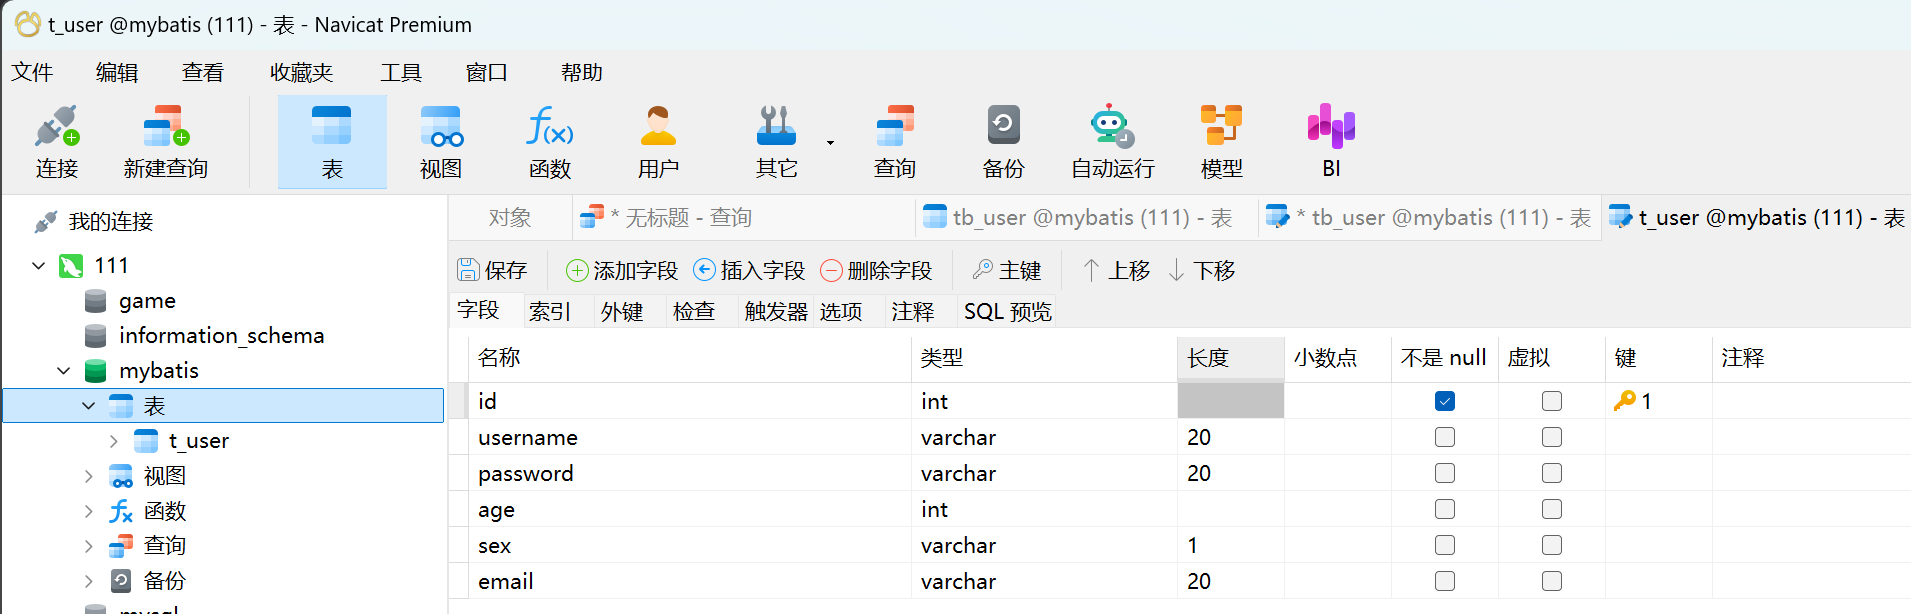 t_user @mybatis (111) - 表 - Navicat Premium
文件 编辑 查看 收藏夹 工具 窗口 帮助
连接 新建查询 表 视图 函数 用户 其它 查询 备份 自动运行 模型 BI
我的连接
111
game
information_schema
mybatis
表
t_user
视图
函数
查询
备份
mysql
对象 * 无标题 - 查询 tb_user @mybatis (111) - 表 * tb_user @mybatis (111) - 表 t_user @mybatis (111) - 表
保存 添加字段 插入字段 删除字段 主键 上移 下移
字段 索引 外键 检查 触发器 选项 注释 SQL 预览
名称 类型 长度 小数点 不是 null 虚拟 键 注释
id int 1
username varchar 20
password varchar 20
age int
sex varchar 1
email varchar 20